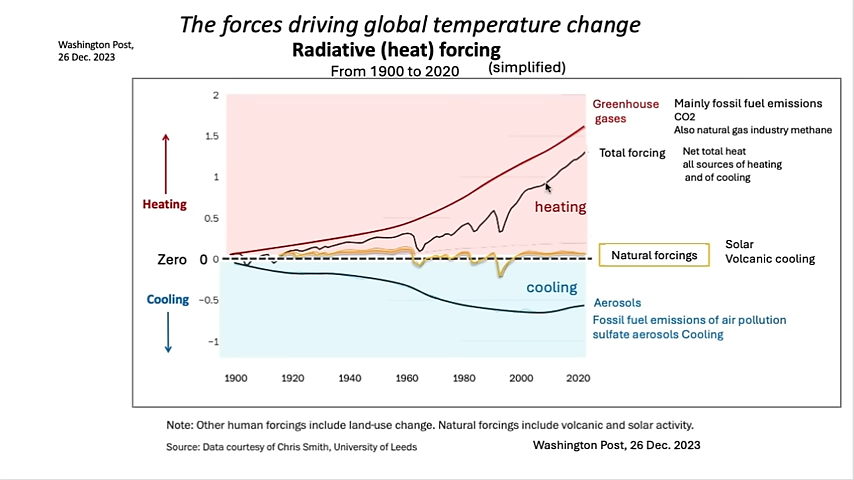 The forces driving global temperature change
Washington Post,
26 Dec. 2023
Radiative (heat) forcing
From 1900 to 2020 (simplified)
2
1.5
1
0.5
Zero 0 0
−0.5
−1
Heating
Cooling
heating
cooling
Greenhouse
gases
Mainly fossil fuel emissions
CO2
Also natural gas industry methane
Total forcing
Net total heat
all sources of heating
and of cooling
Natural forcings
Solar
Volcanic cooling
Aerosols
Fossil fuel emissions of air pollution
sulfate aerosols Cooling
1900 1920 1940 1960 1980 2000 2020
Note: Other human forcings include land-use change. Natural forcings include volcanic and solar activity.
Source: Data courtesy of Chris Smith, University of Leeds
Washington Post, 26 Dec. 2023